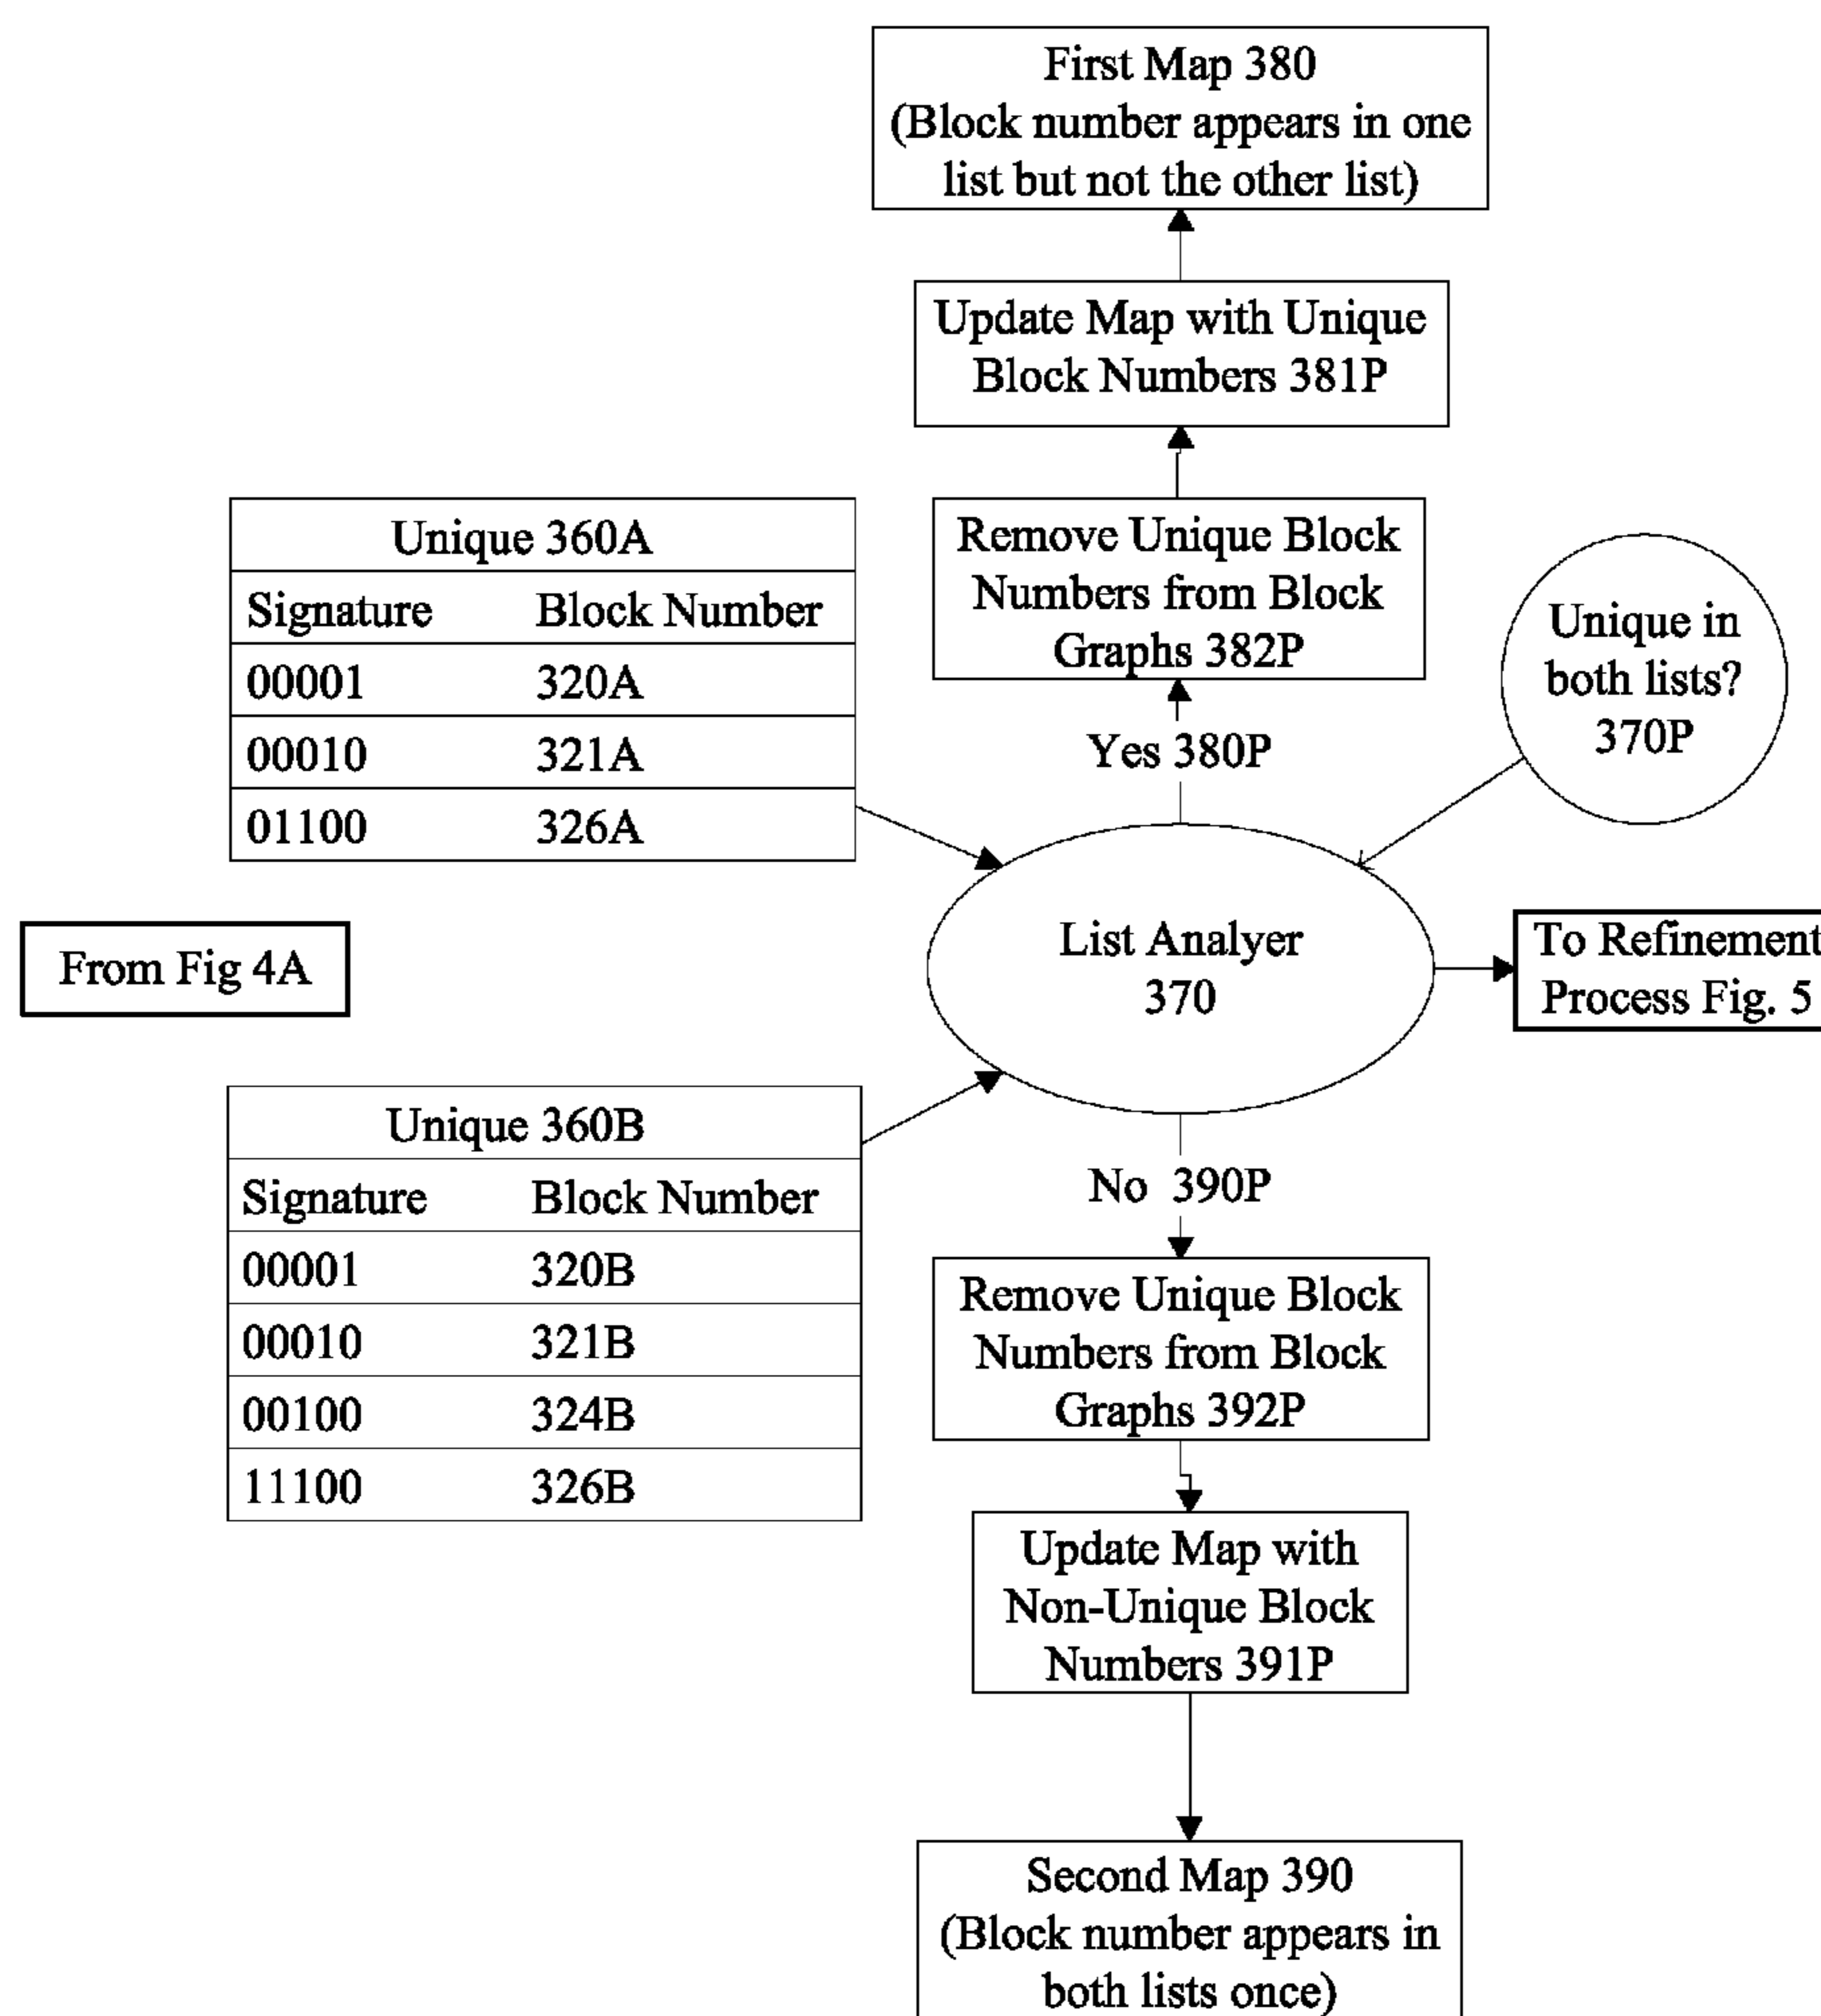 First Map 380
(Block number appears in one
list but not the other list)
Update Map with Unique
Block Numbers 381P
Remove Unique Block
Numbers from Block
Graphs 382P
Yes 380P
Unique in
both lists?
370P
Unique 360A
Signature Block Number
00001 320A
00010 321A
01100 326A
From Fig 4A
List Analyer
370
To Refinement
Process Fig. 5
Unique 360B
Signature Block Number
00001 320B
00010 321B
00100 324B
11100 326B
No 390P
Remove Unique Block
Numbers from Block
Graphs 392P
Update Map with
Non-Unique Block
Numbers 391P
Second Map 390
(Block number appears in
both lists once)